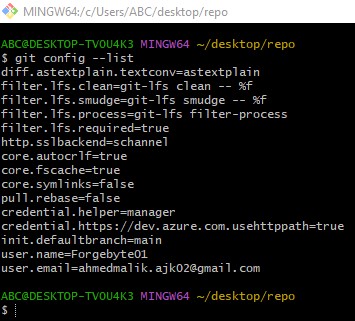 MINGW64:/c/Users/ABC/desktop/repo
ABC@DESKTOP-TVOU4K3 MINGW64 ~/desktop/repo
$ git config --list
diff.astextplain.textconv=astextplain
filter.lfs.clean=git-lfs clean -- %f
filter.lfs.smudge=git-lfs smudge -- %f
filter.lfs.process=git-lfs filter-process
filter.lfs.required=true
http.sslbackend=schannel
core.autocrlf=true
core.fscache=true
core.symlinks=false
pull.rebase=false
credential.helper=manager
credential.https://dev.azure.com.usehttppath=true
init.defaultbranch=main
user.name=Forgebyte01
user.email=ahmedmalik.ajk02@gmail.com
ABC@DESKTOP-TVOU4K3 MINGW64 ~/desktop/repo
$